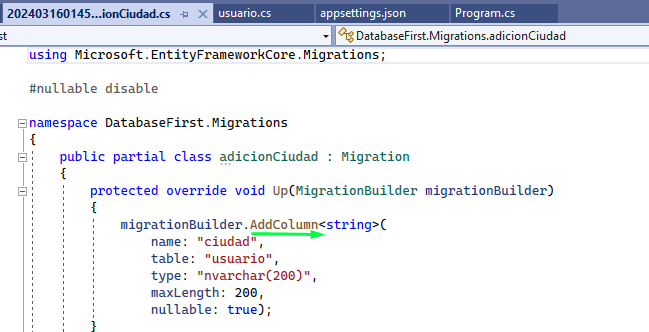 202403160145...ionCiudad.cs usuario.cs appsettings.json Program.cs
st DatabaseFirst.Migrations.adicionCiudad
using Microsoft.EntityFrameworkCore.Migrations;
#nullable disable
namespace DatabaseFirst.Migrations
{
public partial class adicionCiudad : Migration
{
protected override void Up(MigrationBuilder migrationBuilder)
{
migrationBuilder.AddColumn<string>(
name: "ciudad",
table: "usuario",
type: "nvarchar(200)",
maxLength: 200,
nullable: true);
}